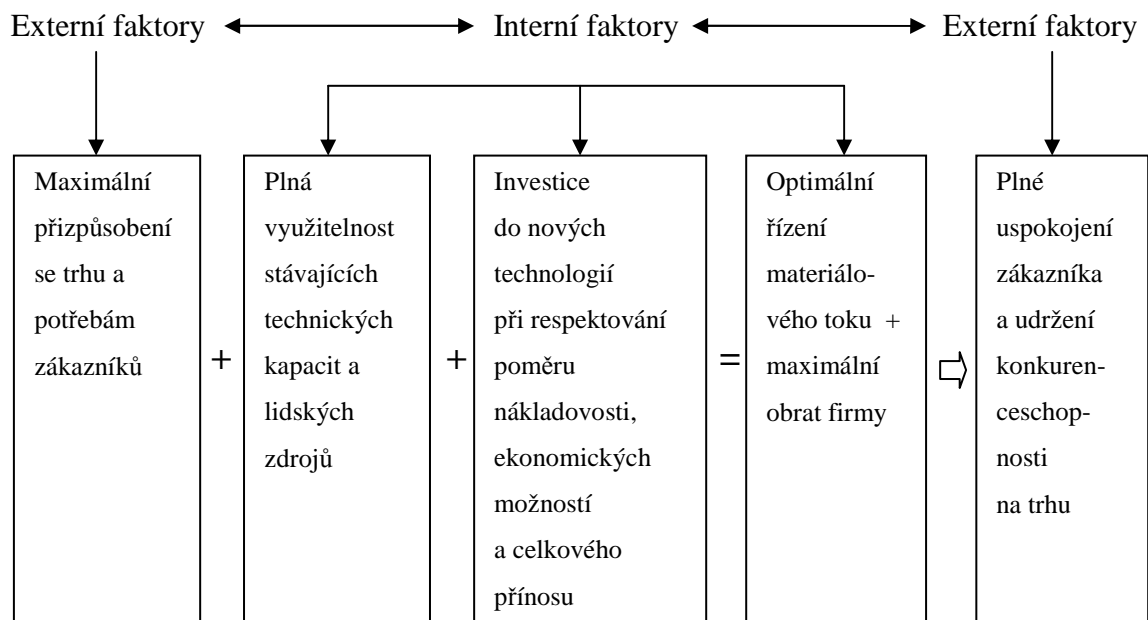 Externí faktory Interní faktory Externí faktory
Maximální
přizpůsobení
se trhu a
potřebám
zákazníků
+
Plná
využitelnost
stávajících
technických
kapacit a
lidských
zdrojů
+
Investice
do nových
technologií
při respektování
poměru
nákladovosti,
ekonomických
možností
a celkového
přínosu
=
Optimální
řízení
materiálo-
vého toku +
maximální
obrat firmy
Plné
uspokojení
zákazníka
a udržení
konkuren-
ceschop-
nosti
na trhu